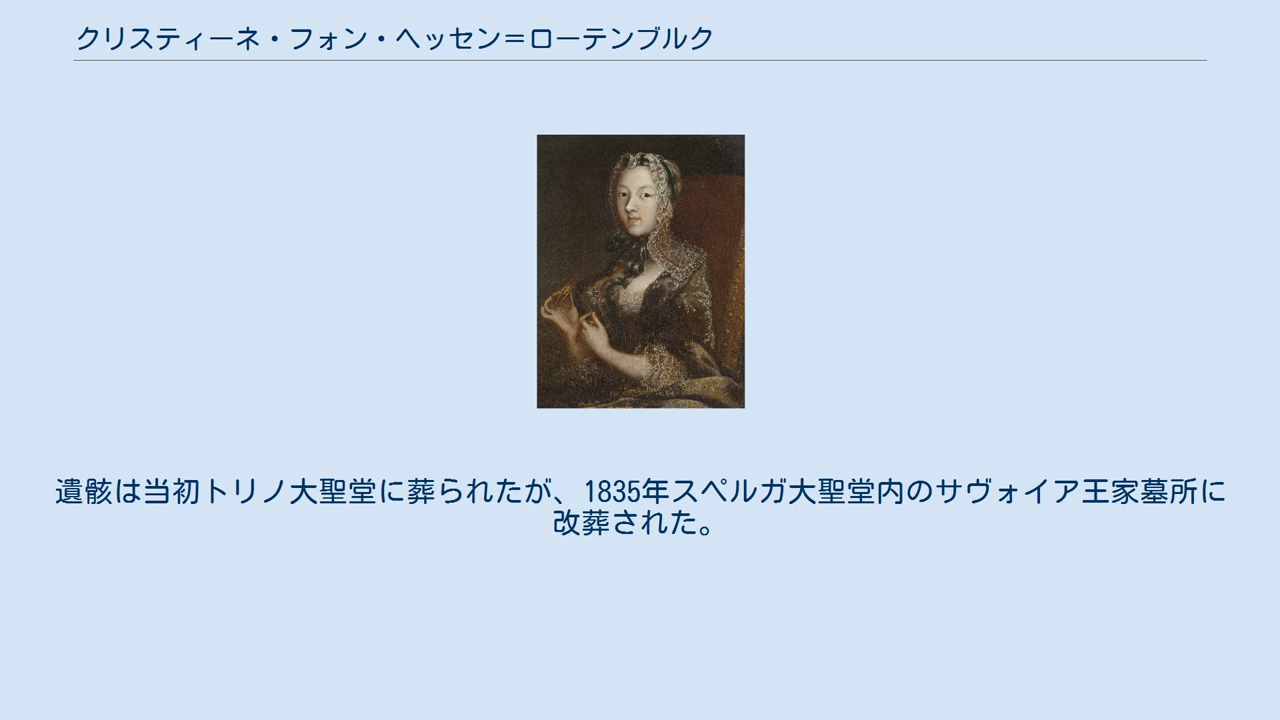 クリスティーネ・フォン・ヘッセン＝ローテンブルク
遺骸は当初トリノ大聖堂に葬られたが、1835年スペルガ大聖堂内のサヴォイア王家墓所に
改葬された。